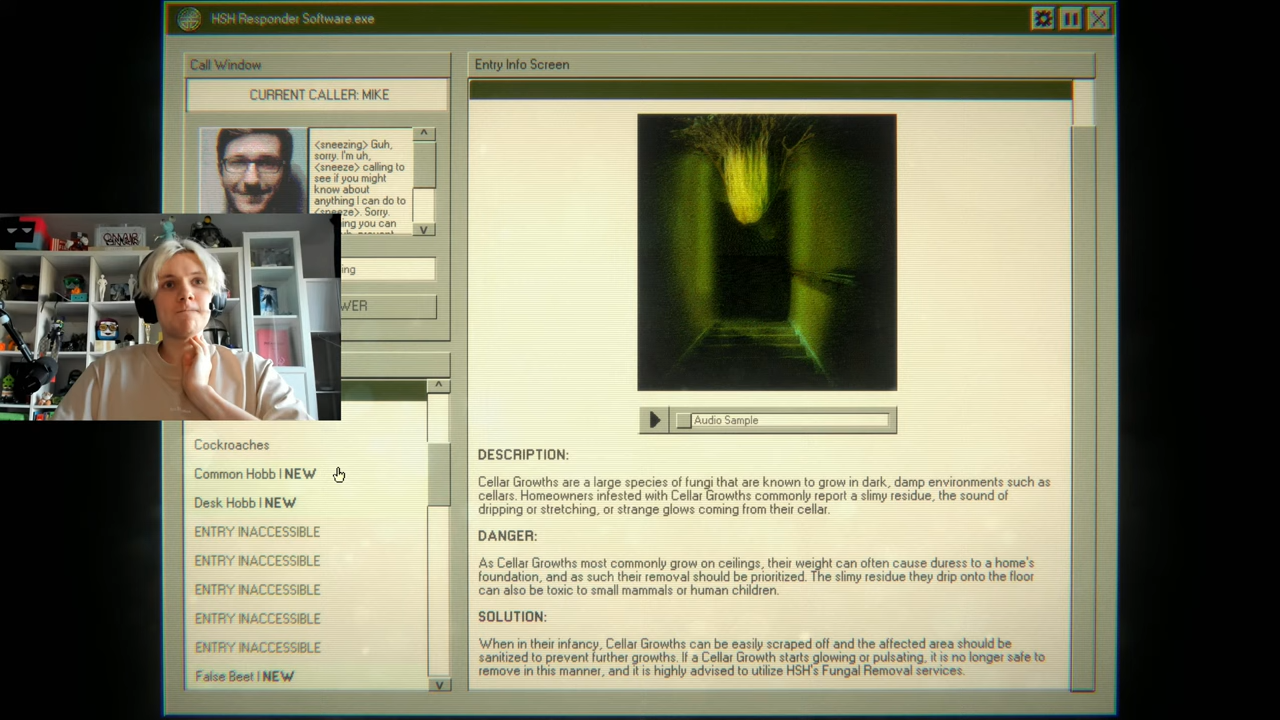 HSH Responder Software.exe
Call Window
CURRENT CALLER: MIKE
<sneezing> Guh,
sorry. I'm uh,
<sneeze> calling to
see if you might
know about
anything I can do to
<sneeze>. Sorry.
you can
Cockroaches
Common Hobb | NEW
Desk Hobb | NEW
ENTRY INACCESSIBLE
ENTRY INACCESSIBLE
ENTRY INACCESSIBLE
ENTRY INACCESSIBLE
ENTRY INACCESSIBLE
False Beet | NEW
Entry Info Screen
Audio Sample
DESCRIPTION:
Cellar Growths are a large species of fungi that are known to grow in dark, damp environments such as
cellars. Homeowners infested with Cellar Growths commonly report a slimy residue, the sound of
dripping or stretching, or strange glows coming from their cellar.
DANGER:
As Cellar Growths most commonly grow on ceilings, their weight can often cause duress to a home's
foundation, and as such their removal should be prioritized. The slimy residue they drip onto the floor
can also be toxic to small mammals or human children.
SOLUTION:
When in their infancy, Cellar Growths can be easily scraped off and the affected area should be
sanitized to prevent further growths. If a Cellar Growth starts glowing or pulsating, it is no longer safe to
remove in this manner, and it is highly advised to utilize HSH's Fungal Removal services.